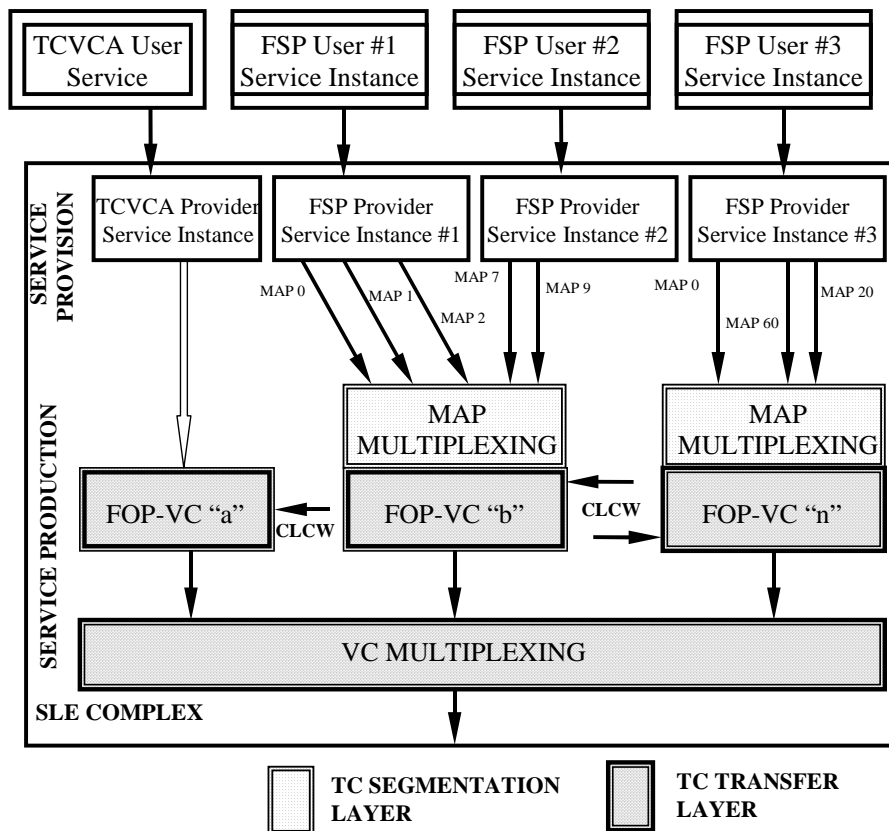 TCVCA User
Service
FSP User #1
Service Instance
FSP User #2
Service Instance
FSP User #3
Service Instance
SERVICE
PROVISION
TCVCA Provider
Service Instance
FSP Provider
Service Instance #1
FSP Provider
Service Instance #2
FSP Provider
Service Instance #3
MAP 0
MAP 1
MAP 2
MAP 7
MAP 9
MAP 0
MAP 60
MAP 20
SERVICE PRODUCTION
MAP
MULTIPLEXING
MAP
MULTIPLEXING
FOP-VC “a”
CLCW
FOP-VC “b”
CLCW
FOP-VC “n”
VC MULTIPLEXING
SLE COMPLEX
TC SEGMENTATION
LAYER
TC TRANSFER
LAYER